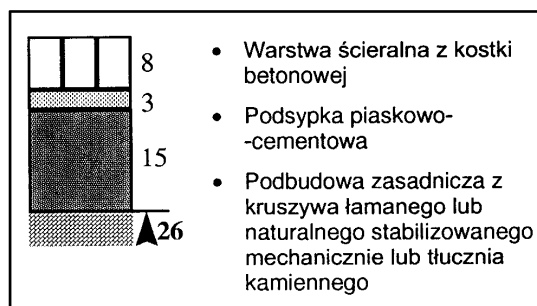 8
3
15
26
• Warstwa ścieralna z kostki
betonowej
• Podsypka piaskowo-
-cementowa
• Podbudowa zasadnicza z
kruszywa łamanego lub
naturalnego stabilizowanego
mechanicznie lub tłucznia
kamiennego